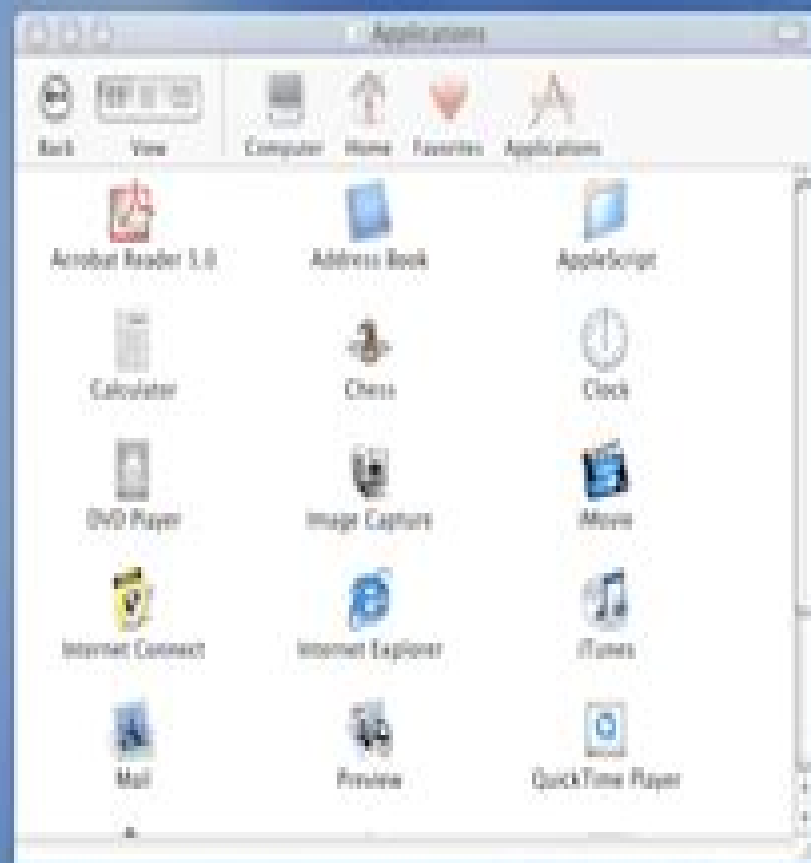 Applications
Back View Computer Home Favorites Applications
Acrobat Reader 5.0 Address Book AppleScript
Calculator Chess Clock
DVD Player Image Capture iMovie
Internet Connect Internet Explorer iTunes
Mail Preview QuickTime Player